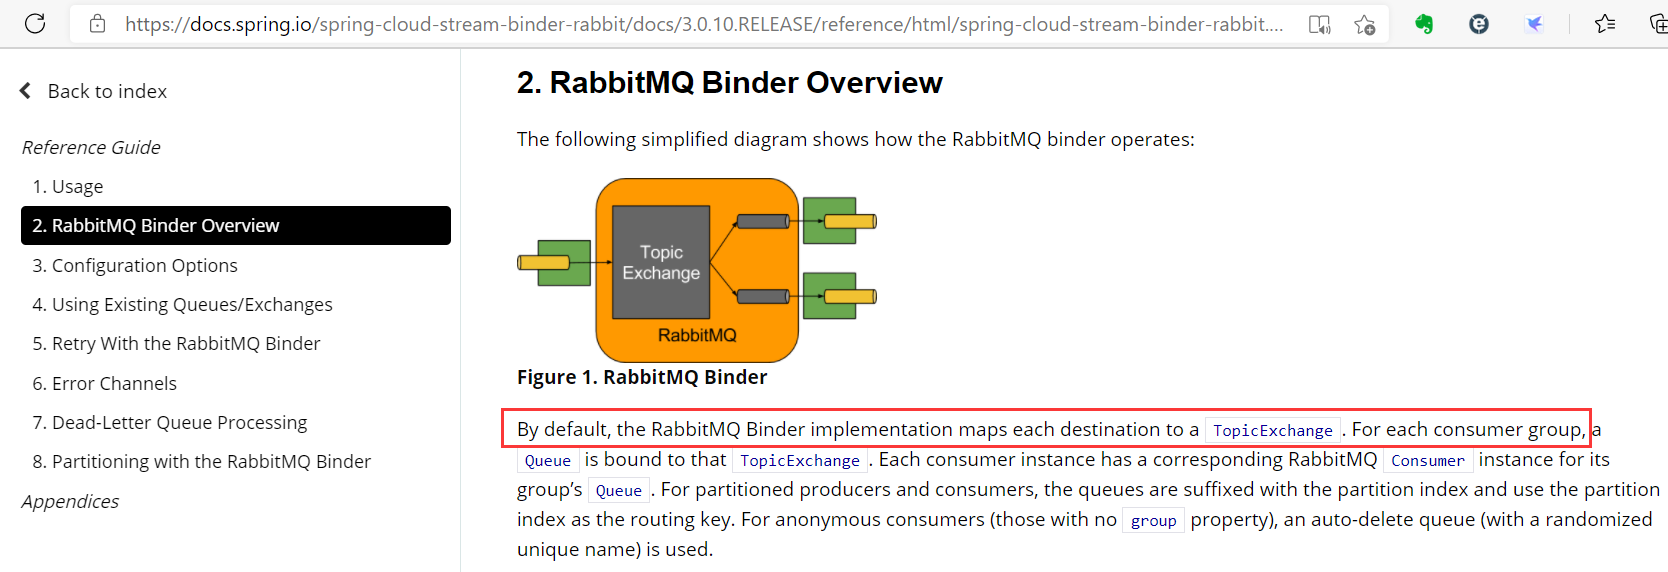 https://docs.spring.io/spring-cloud-stream-binder-rabbit/docs/3.0.10.RELEASE/reference/html/spring-cloud-stream-binder-rabbit....
Back to index
Reference Guide
1. Usage
2. RabbitMQ Binder Overview
3. Configuration Options
4. Using Existing Queues/Exchanges
5. Retry With the RabbitMQ Binder
6. Error Channels
7. Dead-Letter Queue Processing
8. Partitioning with the RabbitMQ Binder
Appendices
2. RabbitMQ Binder Overview
The following simplified diagram shows how the RabbitMQ binder operates:
Topic
Exchange
RabbitMQ
Figure 1. RabbitMQ Binder
By default, the RabbitMQ Binder implementation maps each destination to a TopicExchange. For each consumer group, a
Queue is bound to that TopicExchange. Each consumer instance has a corresponding RabbitMQ Consumer instance for its
group’s Queue. For partitioned producers and consumers, the queues are suffixed with the partition index and use the partition
index as the routing key. For anonymous consumers (those with no group property), an auto-delete queue (with a randomized
unique name) is used.